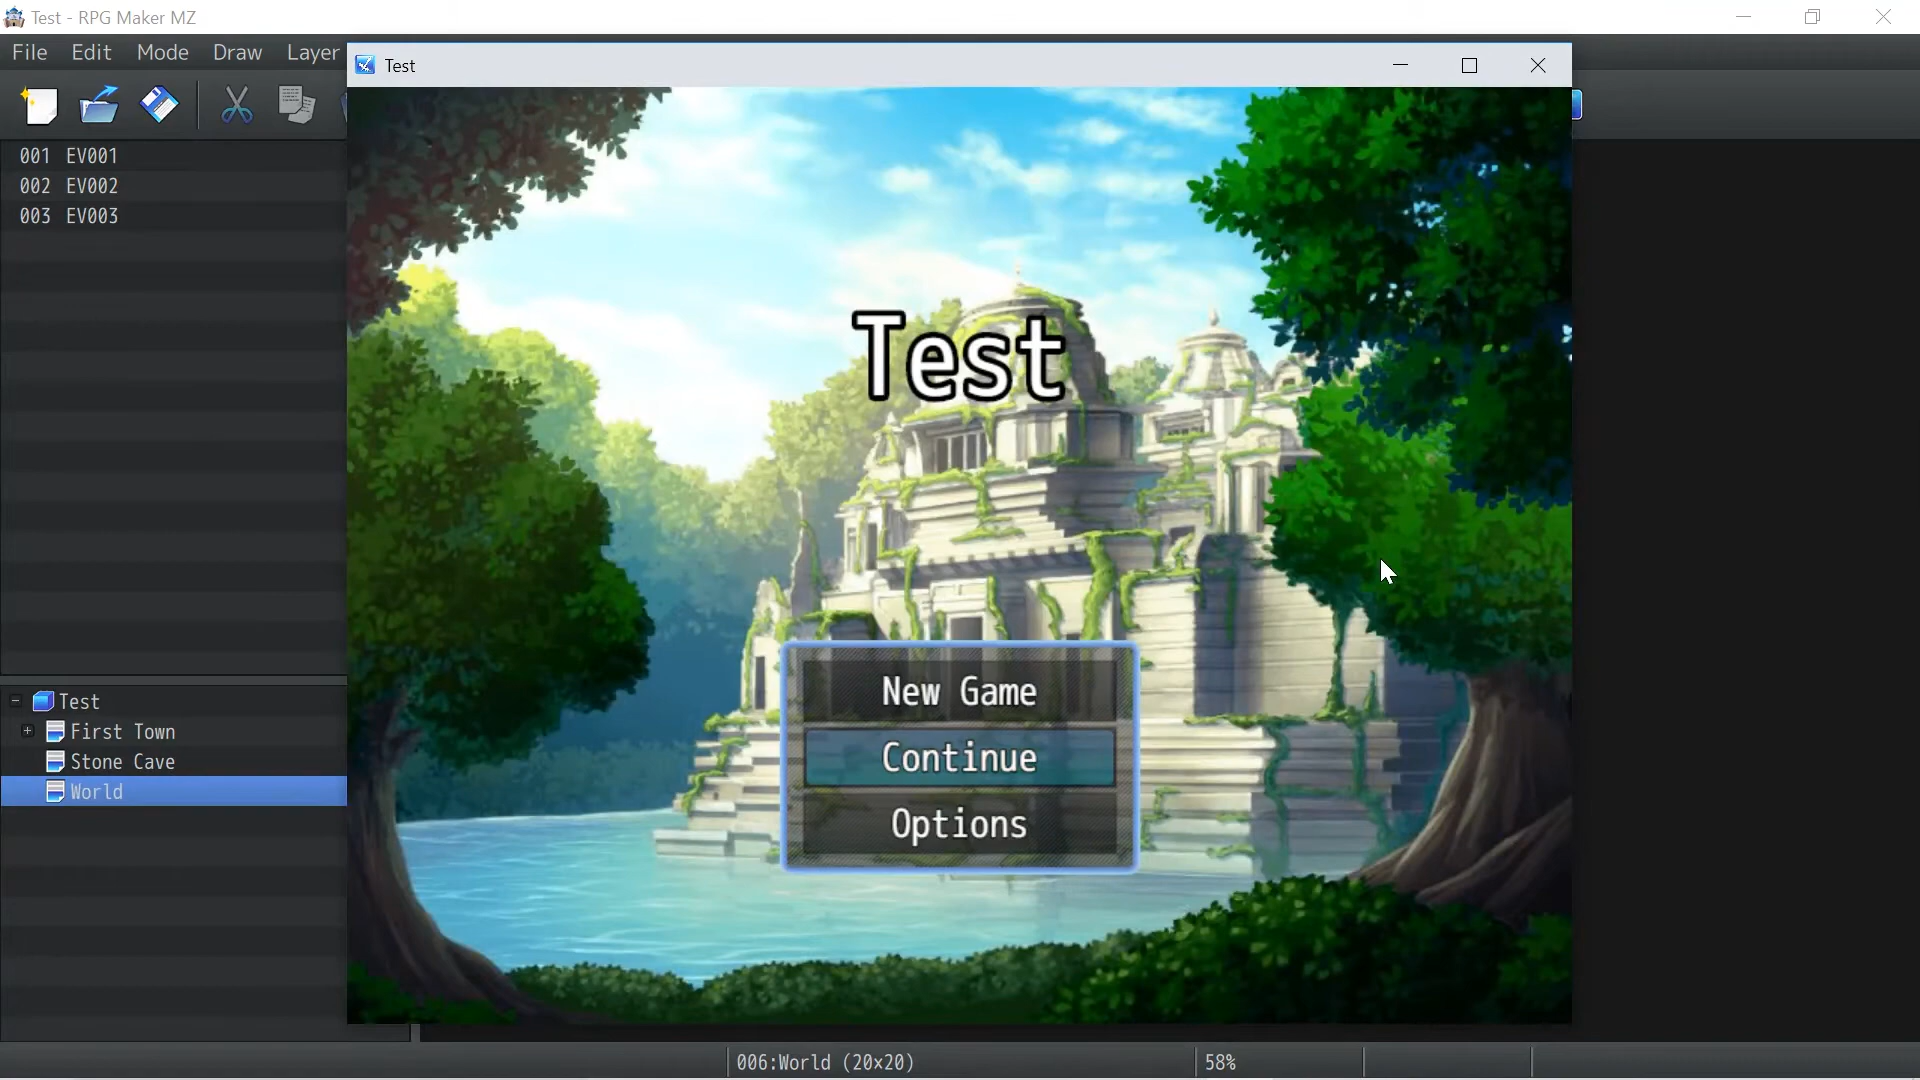 Test - RPG Maker MZ
File Edit Mode Draw Layer
Test
001 EV001
002 EV002
003 EV003
Test
New Game
Continue
Options
Test
First Town
Stone Cave
World
006:World (20x20)
58%